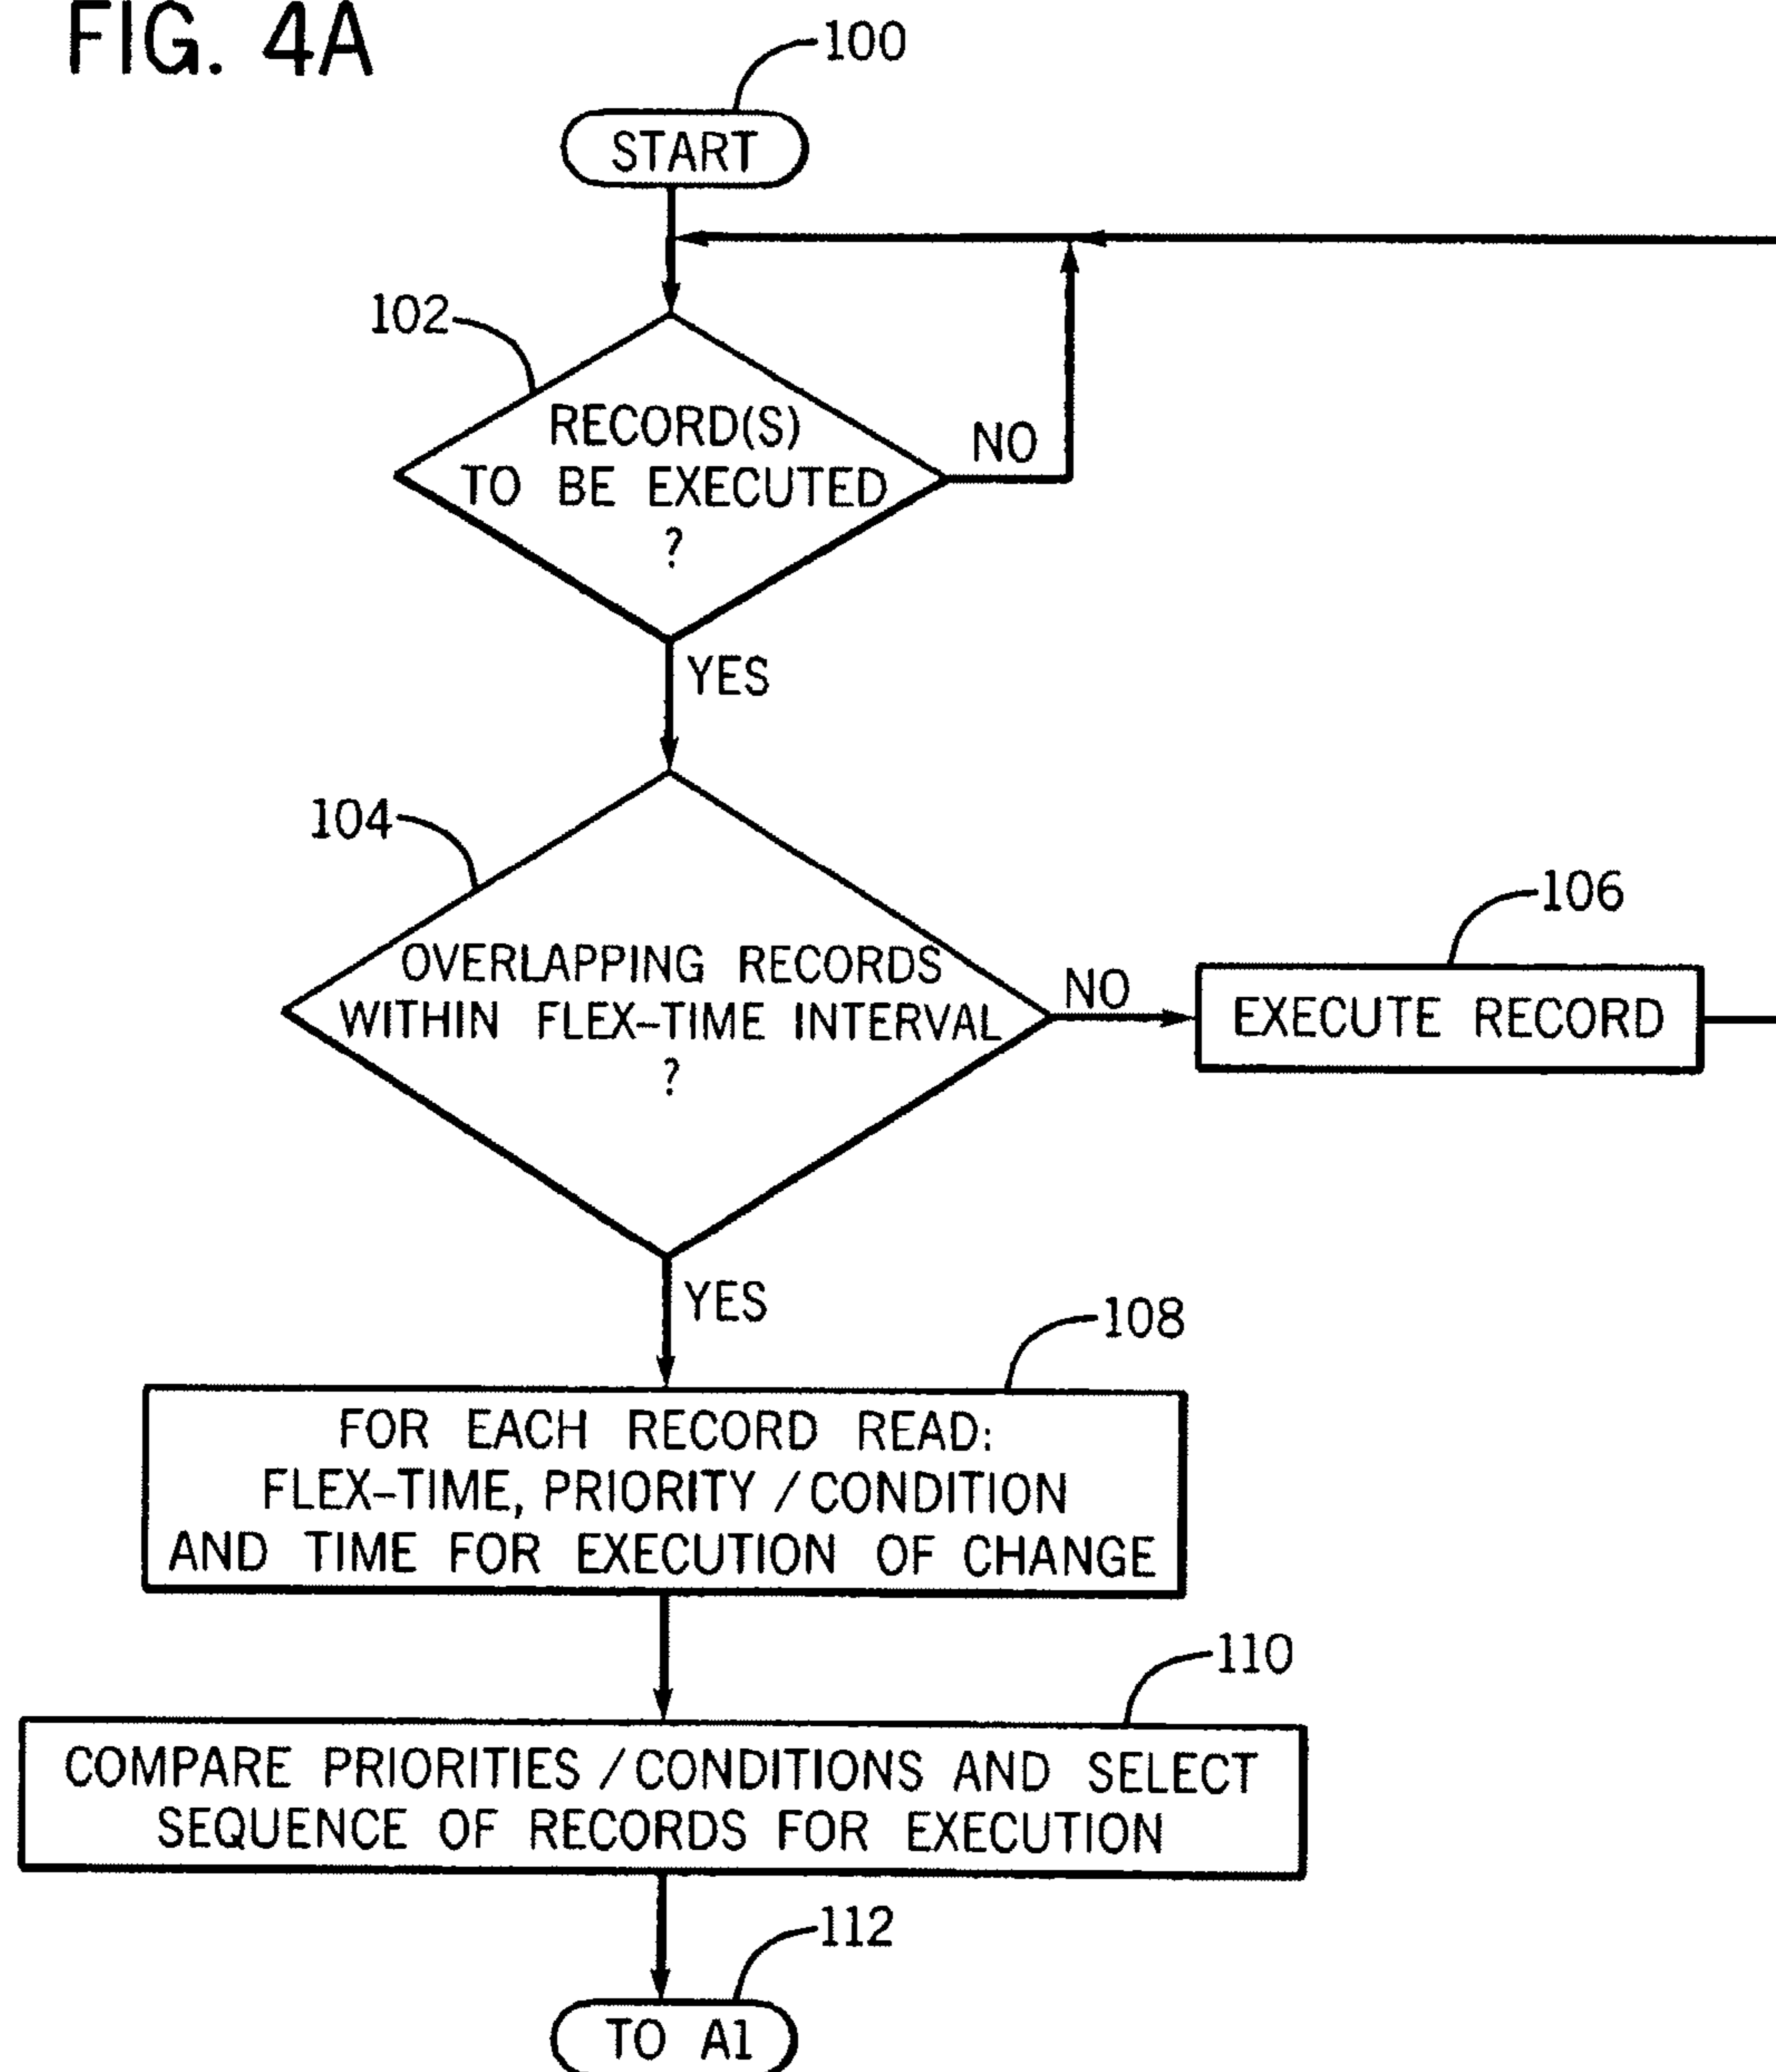 FIG. 4A
100
START
102
RECORD(S)
TO BE EXECUTED
?
NO
YES
104
OVERLAPPING RECORDS
WITHIN FLEX-TIME INTERVAL
?
NO
106
EXECUTE RECORD
YES
108
FOR EACH RECORD READ:
FLEX-TIME, PRIORITY/CONDITION
AND TIME FOR EXECUTION OF CHANGE
110
COMPARE PRIORITIES/CONDITIONS AND SELECT
SEQUENCE OF RECORDS FOR EXECUTION
112
TO A1